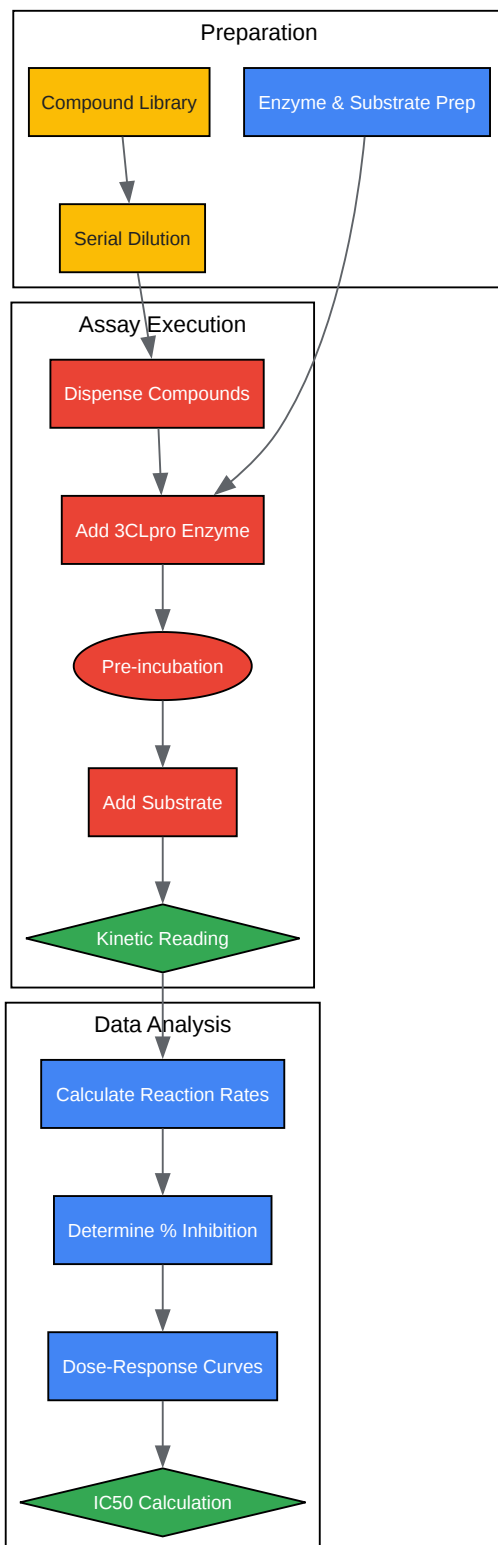 Preparation
Compound Library
Enzyme & Substrate Prep
Serial Dilution
Assay Execution
Dispense Compounds
Add 3CLpro Enzyme
Pre-incubation
Add Substrate
Kinetic Reading
Data Analysis
Calculate Reaction Rates
Determine % Inhibition
Dose-Response Curves
IC50 Calculation